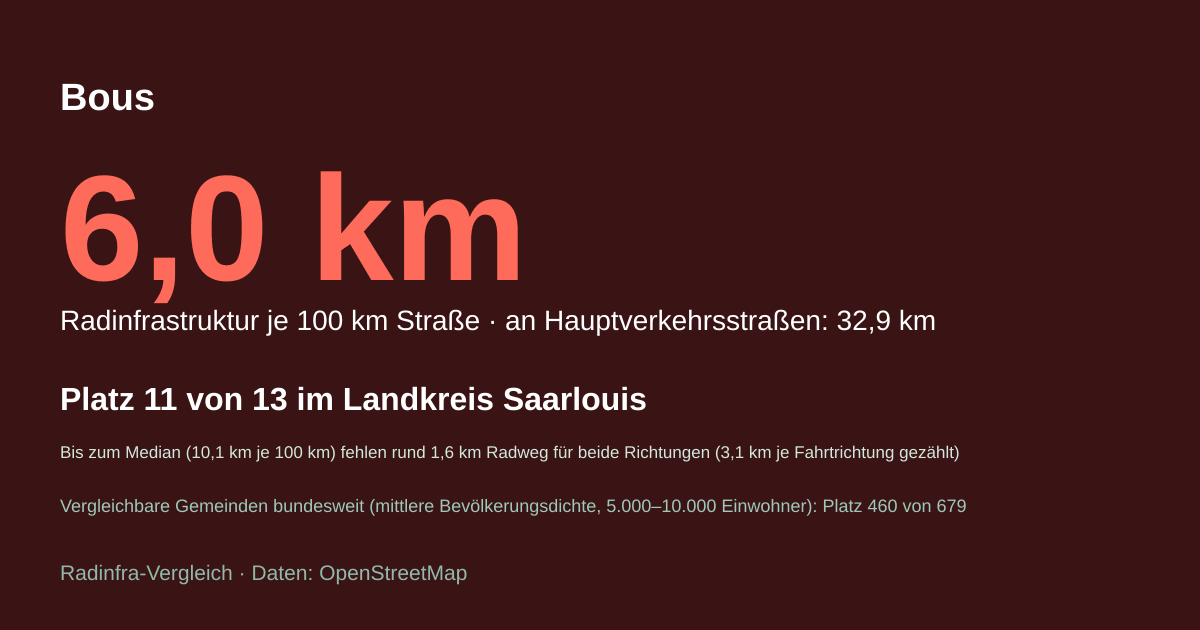 Bous
6,0 km
Radinfrastruktur je 100 km Straße · an Hauptverkehrsstraßen: 32,9 km
Platz 11 von 13 im Landkreis Saarlouis
Bis zum Median (10,1 km je 100 km) fehlen rund 1,6 km Radweg für beide Richtungen (3,1 km je Fahrtrichtung gezählt)
Vergleichbare Gemeinden bundesweit (mittlere Bevölkerungsdichte, 5.000–10.000 Einwohner): Platz 460 von 679
Radinfra-Vergleich · Daten: OpenStreetMap